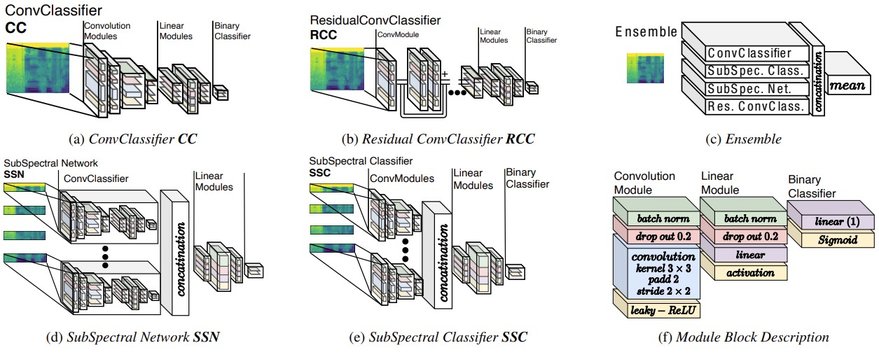 ConvClassifier
CC
Convolution
Modules
Linear
Modules
Binary
Classifier
(a) ConvClassifier CC
ResidualConvClassifier
RCC
ConvModule
+
Linear
Modules
Binary
Classifier
(b) Residual ConvClassifier RCC
Ensemble
ConvClassifier
SubSpec. Class.
SubSpec. Net.
Res. ConvClass.
concatination
mean
(c) Ensemble
SubSpectral Network
SSN
ConvClassifier
Linear
Modules
Binary
Classifier
concatination
(d) SubSpectral Network SSN
SubSpectral Classifier
SSC
ConvModules
Linear
Modules
Binary
Classifier
concatination
(e) SubSpectral Classifier SSC
Convolution
Module
batch norm
drop out 0.2
convolution
kernel 3 × 3
padd 2
stride 2 × 2
leaky − ReLU
Linear
Module
batch norm
drop out 0.2
linear
activation
Binary
Classifier
linear (1)
Sigmoid
(f) Module Block Description